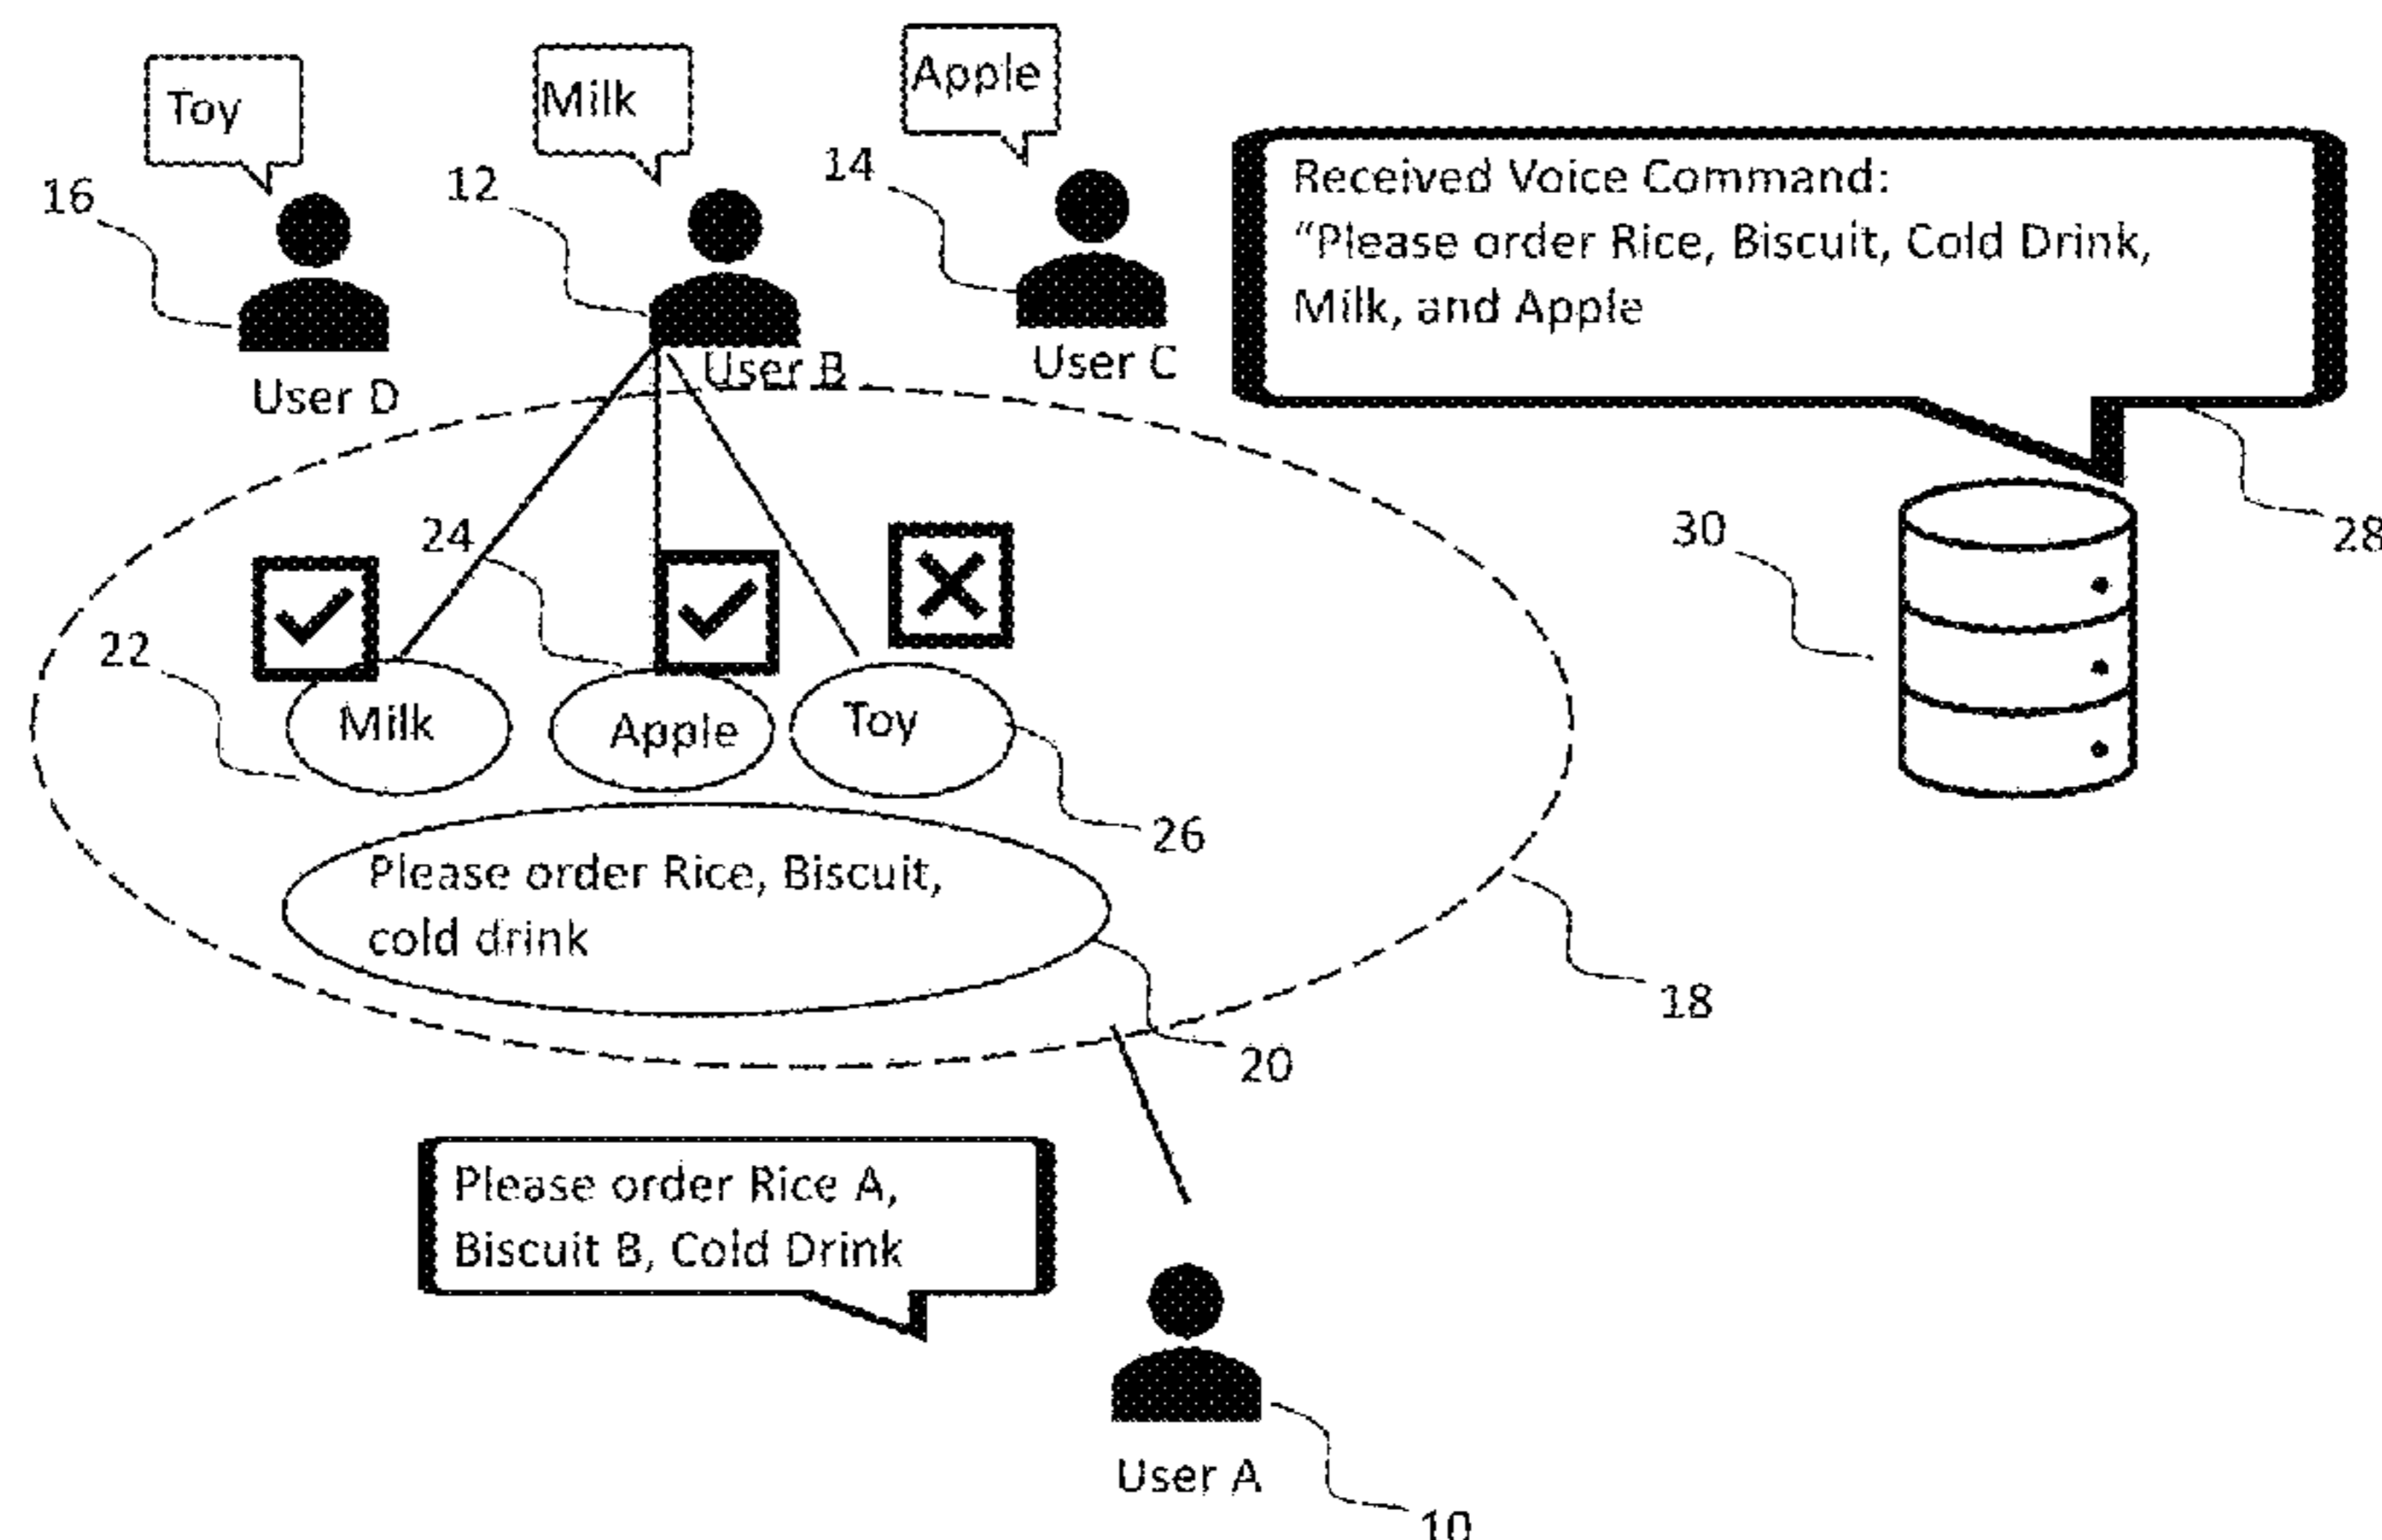 Toy
Milk
Apple
16
12
14
Received Voice Command:
“Please order Rice, Biscuit, Cold Drink,
Milk, and Apple
User D
User B
User C
24
30
28
22
Milk
Apple
Toy
26
Please order Rice, Biscuit,
cold drink
18
20
Please order Rice A,
Biscuit B, Cold Drink
User A
10